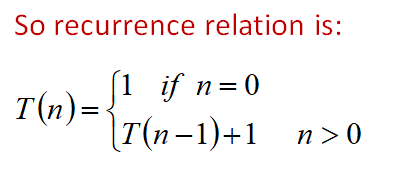 So recurrence relation is:
T(n) = { 1 if n = 0
T(n−1)+1 n > 0